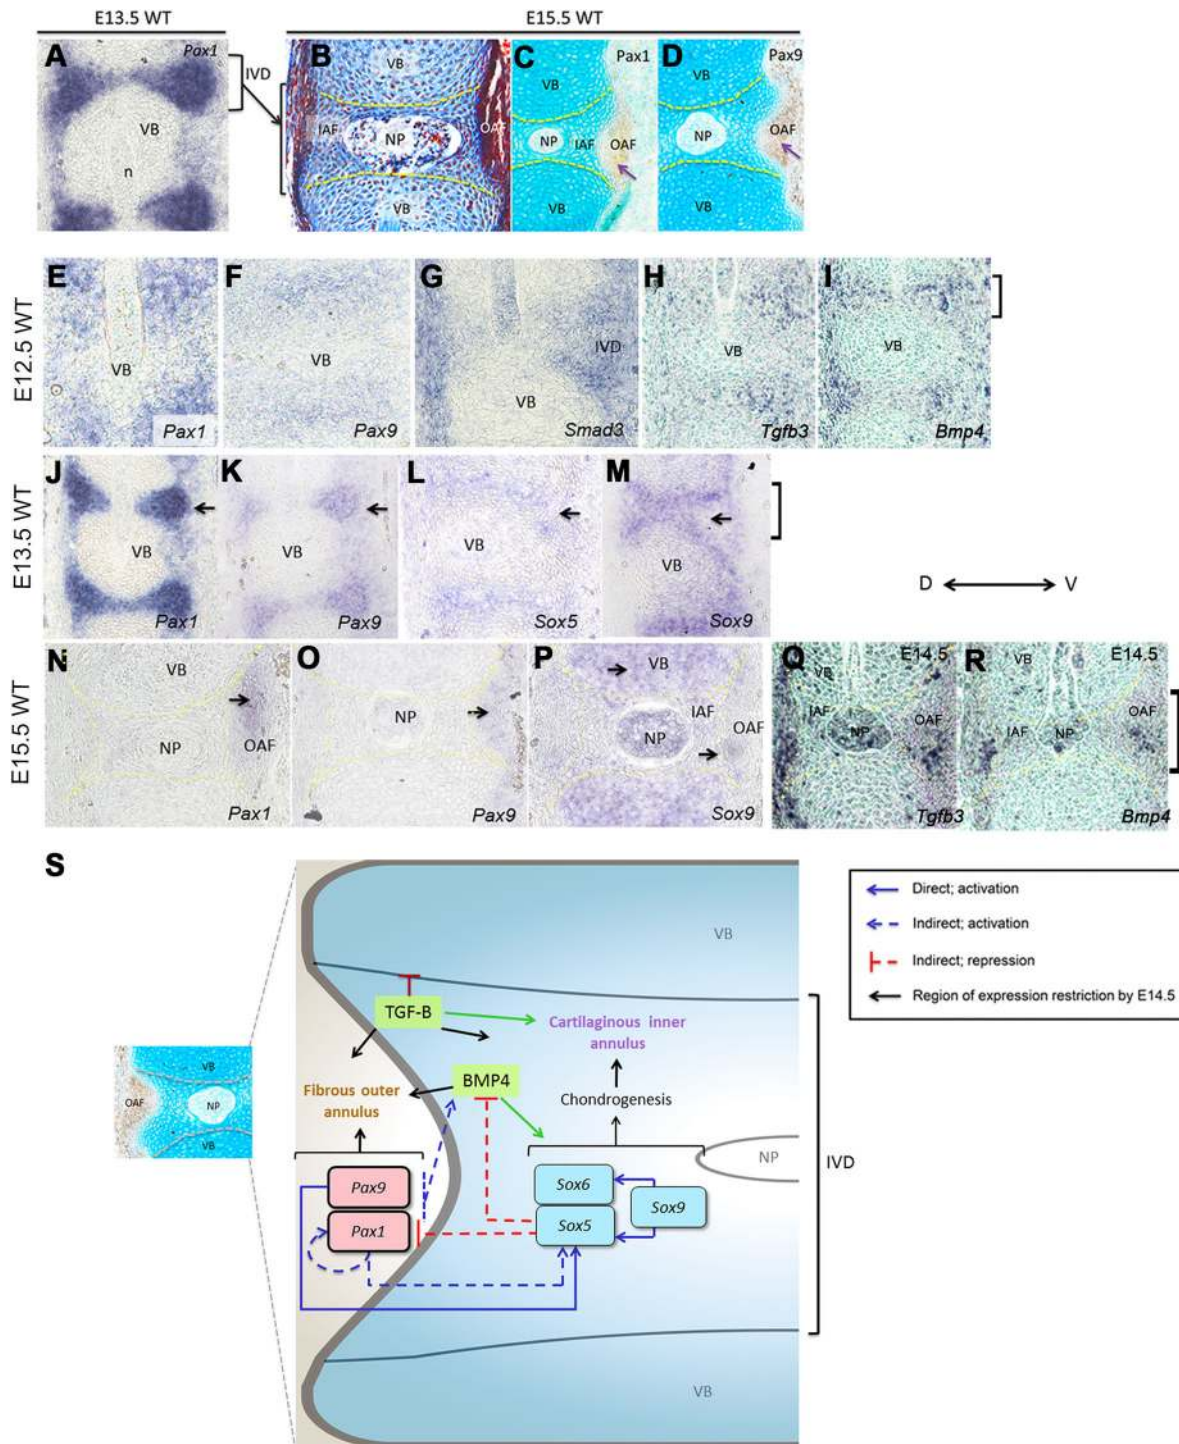 E13.5 WT
E15.5 WT
A
Pax1
IVD
VB
n
B
VB
IAF
NP
OAF
VB
C
Pax1
VB
NP
IAF
OAF
VB
D
Pax9
VB
NP
OAF
VB
E12.5 WT
E
VB
Pax1
F
VB
Pax9
G
IVD
VB
Smad3
H
VB
Tgfb3
I
VB
Bmp4
E13.5 WT
J
VB
Pax1
K
VB
Pax9
L
VB
Sox5
M
VB
Sox9
D
V
E15.5 WT
N
VB
NP
OAF
Pax1
O
NP
Pax9
P
VB
IAF
NP
OAF
Sox9
Q
E14.5
VB
IAF
NP
OAF
Tgfb3
R
E14.5
VB
IAF
NP
OAF
Bmp4
S
VB
TGF-B
Cartilaginous inner
annulus
BMP4
Fibrous outer
annulus
Chondrogenesis
Pax9
Pax1
Sox6
Sox5
Sox9
NP
IVD
VB
VB
OAF
NP
VB
Direct; activation
Indirect; activation
Indirect; repression
Region of expression restriction by E14.5